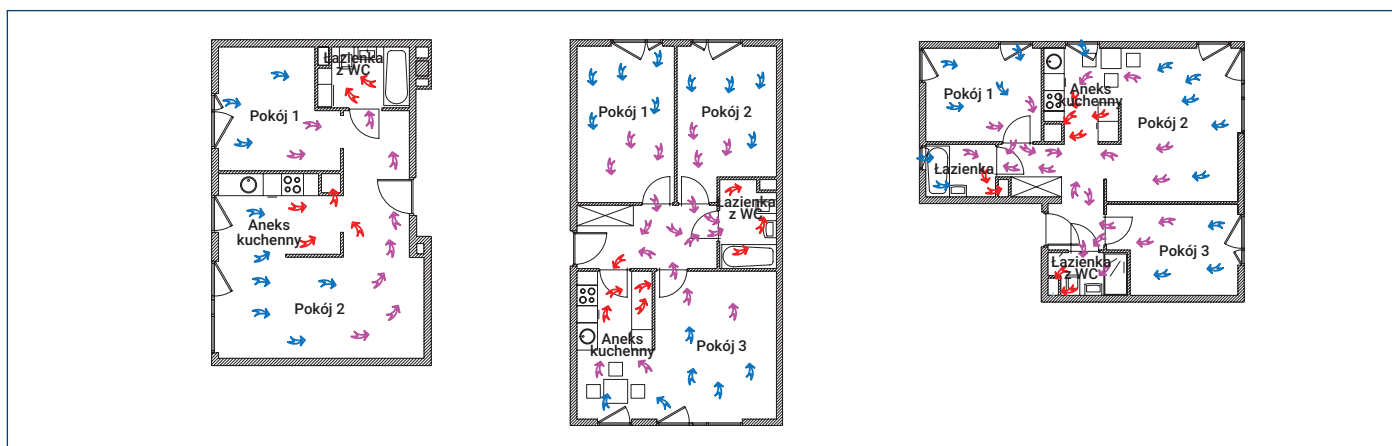 Łazienka
z WC
Pokój 1
Aneks
kuchenny
Pokój 2
Pokój 1
Pokój 2
Łazienka
z WC
Aneks
kuchenny
Pokój 3
Pokój 1
Aneks
kuchenny
Pokój 2
Łazienka
Pokój 3
Łazienka
z WC